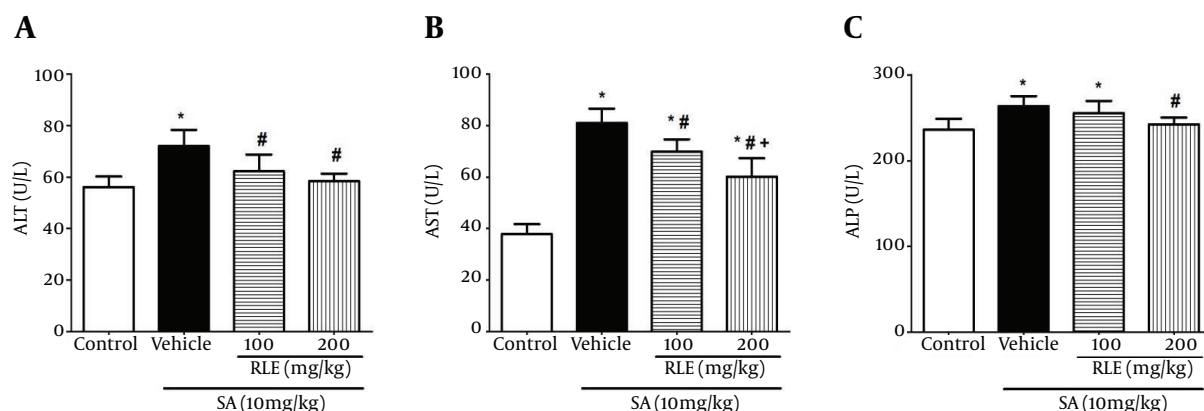 A
100
80
60
60
20
0
ALT (U/L)
*
#
#
Control
Vehicle
100
200
RLE (mg/kg)
SA (10mg/kg)
B
100
80
60
40
20
0
AST (U/L)
*
* #
* # +
Control
Vehicle
100
200
RLE (mg/kg)
SA (10mg/kg)
C
300
200
300
0
ALP (U/L)
*
*
#
Control
Vehicle
100
200
RLE (mg/kg)
SA (10mg/kg)